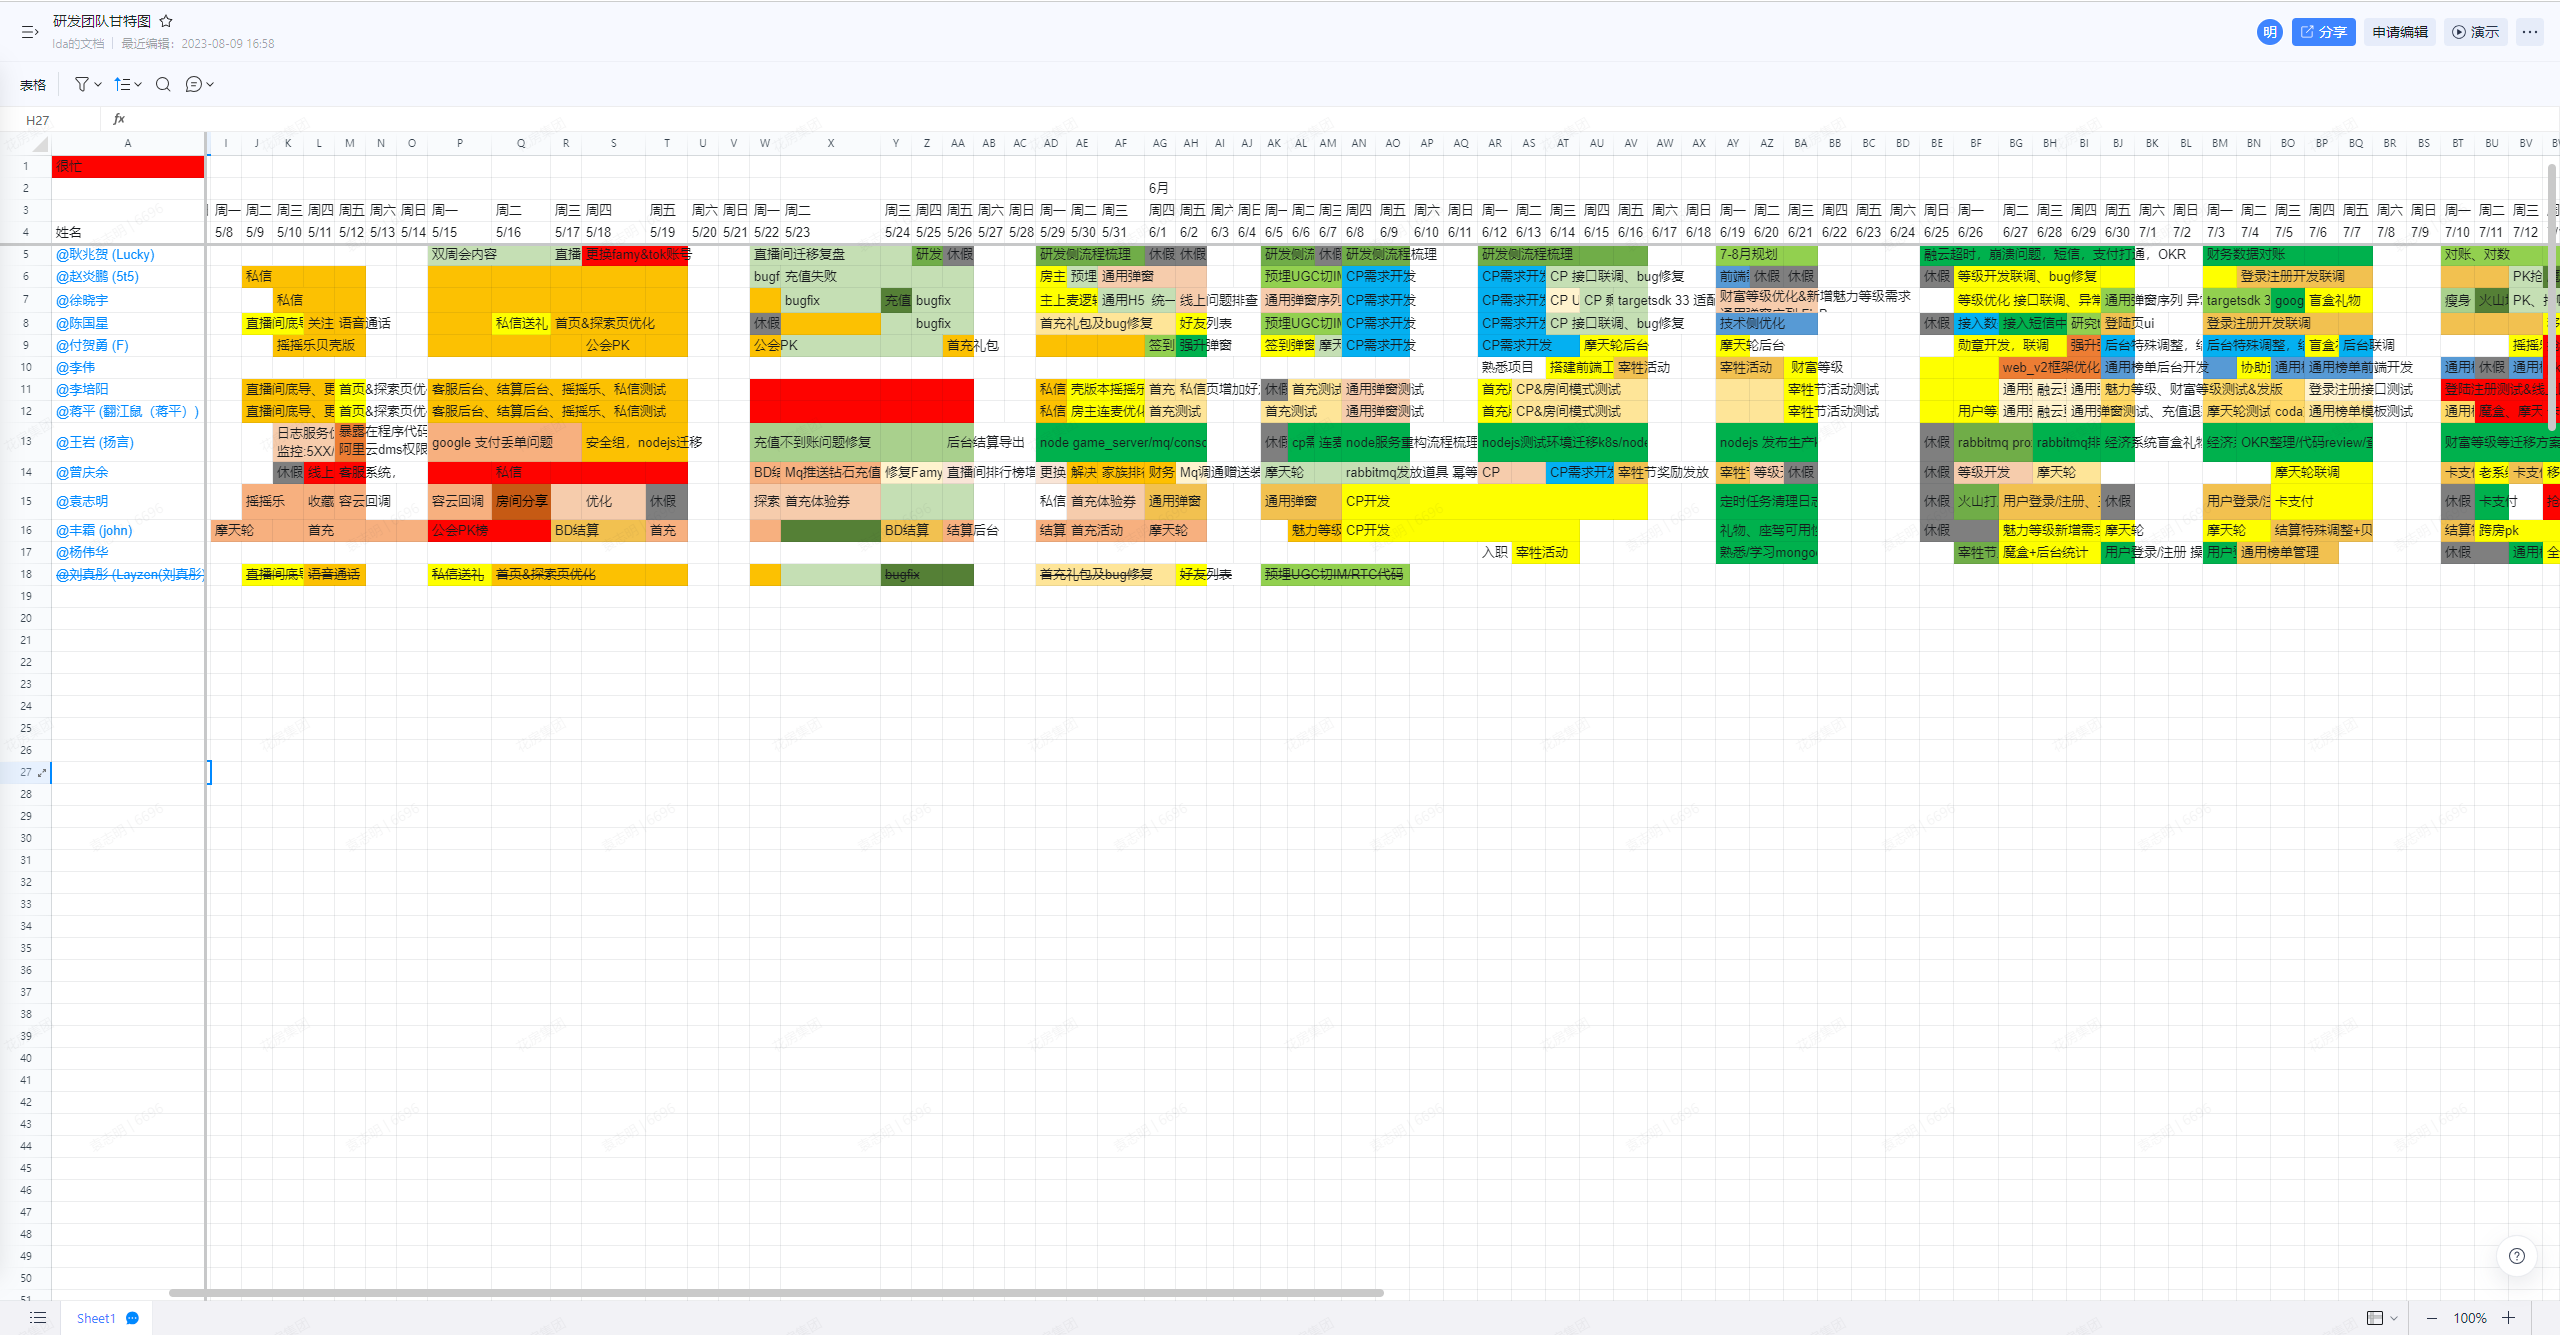 研发团队甘特图
lda的文档 | 最近编辑：2023-08-09 16:58
明 分享 申请编辑 演示
表格
H27 fx
A I J K L M N O P Q R S T U V W X Y Z AA AB AC AD AE AF AG AH AI AJ AK AL AM AN AO AP AQ AR AS AT AU AV AW AX AY AZ BA BB BC BD BE BF BG BH BI BJ BK BL BM BN BO BP BQ BR BS BT BU BV
1 很忙
2 6月
3 周一 周二 周三 周四 周五 周六 周日 周一 周二 周三 周四 周五 周六 周日 周一 周二 周三 周四 周五 周六 周日 周一 周二 周三 周四 周五 周六 周日 周一 周二 周三 周四 周五 周六 周日 周一 周二 周三 周四 周五 周六 周日 周一 周二 周三 周四 周五 周六 周日 周一 周二 周三 周四 周五 周六 周日 周一 周二 周三 周四 周五 周六 周日 周一 周二 周三
4 姓名 5/8 5/9 5/10 5/11 5/12 5/13 5/14 5/15 5/16 5/17 5/18 5/19 5/20 5/21 5/22 5/23 5/24 5/25 5/26 5/27 5/28 5/29 5/30 5/31 6/1 6/2 6/3 6/4 6/5 6/6 6/7 6/8 6/9 6/10 6/11 6/12 6/13 6/14 6/15 6/16 6/17 6/18 6/19 6/20 6/21 6/22 6/23 6/24 6/25 6/26 6/27 6/28 6/29 6/30 7/1 7/2 7/3 7/4 7/5 7/6 7/7 7/8 7/9 7/10 7/11 7/12
5 @耿兆贺 (Lucky) 双周会内容 直播 更换famy&tok账号 直播间迁移复盘 研发 休假 研发侧流程梳理 休假 休假 研发侧流 休假 研发侧流程梳理 研发侧流程梳理 7-8月规划 融云超时，崩溃问题，短信，支付打通，OKR 财务数据对账 对账、对数
6 @赵炎鹏 (5t5) 私信 bugf 充值失败 房主 预埋 通用弹窗 预埋UGC切IM CP需求开发 CP需求开发 CP 接口联调、bug修复 前端 休假 休假 休假 等级开发联调、bug修复 登录注册开发联调 PK抢
7 @徐晓宇 私信 bugfix 充值 bugfix 主上麦逻辑 通用H5 统一 线上问题排查 通用弹窗序列 CP需求开发 CP需求开发 CP U CP targetsdk 33 适配 财富等级优化&新增魅力等级需求 等级优化 接口联调、异常 通用弹窗序列 异常 targetsdk 3 goog 盲盒礼物 瘦身 火山 PK、
8 @陈国星 直播间底导 关注 语音通话 私信送礼 首页&探索页优化 休假 bugfix 首充礼包及bug修复 好友列表 预埋UGC切IM CP需求开发 CP需求开发 CP 接口联调、bug修复 技术侧优化 休假 接入数 接入短信中 研究 登陆页ui 登录注册开发联调
9 @付贺勇 (F) 摇摇乐贝壳版 公会PK 公会PK 首充礼包 签到 强升弹窗 签到弹窗 摩天 CP需求开发 CP需求开发 摩天轮后台 摩天轮后台 勋章开发，联调 强升 后台特殊调整， 后台特殊调整， 盲盒 后台联调 摇摇
10 @李伟 熟悉项目 搭建前端工 宰牲活动 宰牲活动 财富等级 web_v2框架优化 通用榜单后台开发 协助 通用 通用榜单前端开发 通用 休假 通用
11 @李培阳 直播间底导、更 首页&探索页优 客服后台、结算后台、摇摇乐、私信测试 私信 壳版本摇摇乐 首充 私信页增加好 休假 首充测试 通用弹窗测试 首充 CP&房间模式测试 宰牲节活动测试 通用 融云 通用 魅力等级、财富等级测试&发版 登录注册接口测试 登陆注册测试&线
12 @蒋平 (翻江鼠（蒋平）) 直播间底导、更 首页&探索页优 客服后台、结算后台、摇摇乐、私信测试 私信 房主连麦优化 首充测试 首充测试 通用弹窗测试 首充 CP&房间模式测试 宰牲节活动测试 用户等 通用 融云 通用弹窗测试、充值退 摩天轮测试 coda 通用榜单模板测试 通用 魔盒、摩天
13 @王岩 (扬言) 日志服务 监控:5XX/ 暴露在程序代码 阿里云dms权限 google 支付丢单问题 安全组，nodejs迁移 充值不到账问题修复 后台结算导出 node game_server/mq/consc 休假 cp需 连麦 node服务重构流程梳理 nodejs测试环境迁移k8s/node nodejs 发布生产 休假 rabbitmq pro rabbitmq排 经济系统盲盒礼物 经济 OKR整理/代码review/ 财富等级等迁移方案
14 @曾庆余 休假 线上 客服系统， 私信 BD结 Mq推送钻石充值 修复Famy 直播间排行榜增 更换 解决 家族排行 财务 Mq调通赠送装 摩天轮 rabbitmq发放道具 幂等 CP CP需求开发 宰牲节奖励发放 宰牲节 等级 休假 休假 等级开发 摩天轮 摩天轮联调 卡支付 老系 卡支付 移
15 @袁志明 摇摇乐 收藏 容云回调 容云回调 房间分享 优化 休假 探索 首充体验券 私信 首充体验券 通用弹窗 通用弹窗 CP开发 定时任务清理日志 休假 火山打 用户登录/注册、 休假 用户登录/ 卡支付 休假 卡支付 抢
16 @丰霜 (john) 摩天轮 首充 公会PK榜 BD结算 首充 BD结算 结算后台 结算 首充活动 摩天轮 魅力等级 CP开发 礼物、座驾可用性 休假 魅力等级新增需求 摩天轮 摩天轮 结算特殊调整+贝 结算 跨房pk
17 @杨伟华 入职 宰牲活动 熟悉/学习mongo 宰牲节 魔盒+后台统计 用户登录/注册 用户 通用榜单管理 休假 通用 全
18 @刘真彤 (Layzen(刘真彤) 直播间底导 语音通话 私信送礼 首页&探索页优化 bugfix 首充礼包及bug修复 好友列表 预埋UGC切IM/RTC代码
19
20
21
22
23
24
25
26
27
28
29
30
31
32
33
34
35
36
37
38
39
40
41
42
43
44
45
46
47
48
49
50
51
Sheet1 100%
花房集团
袁志明 | 6696